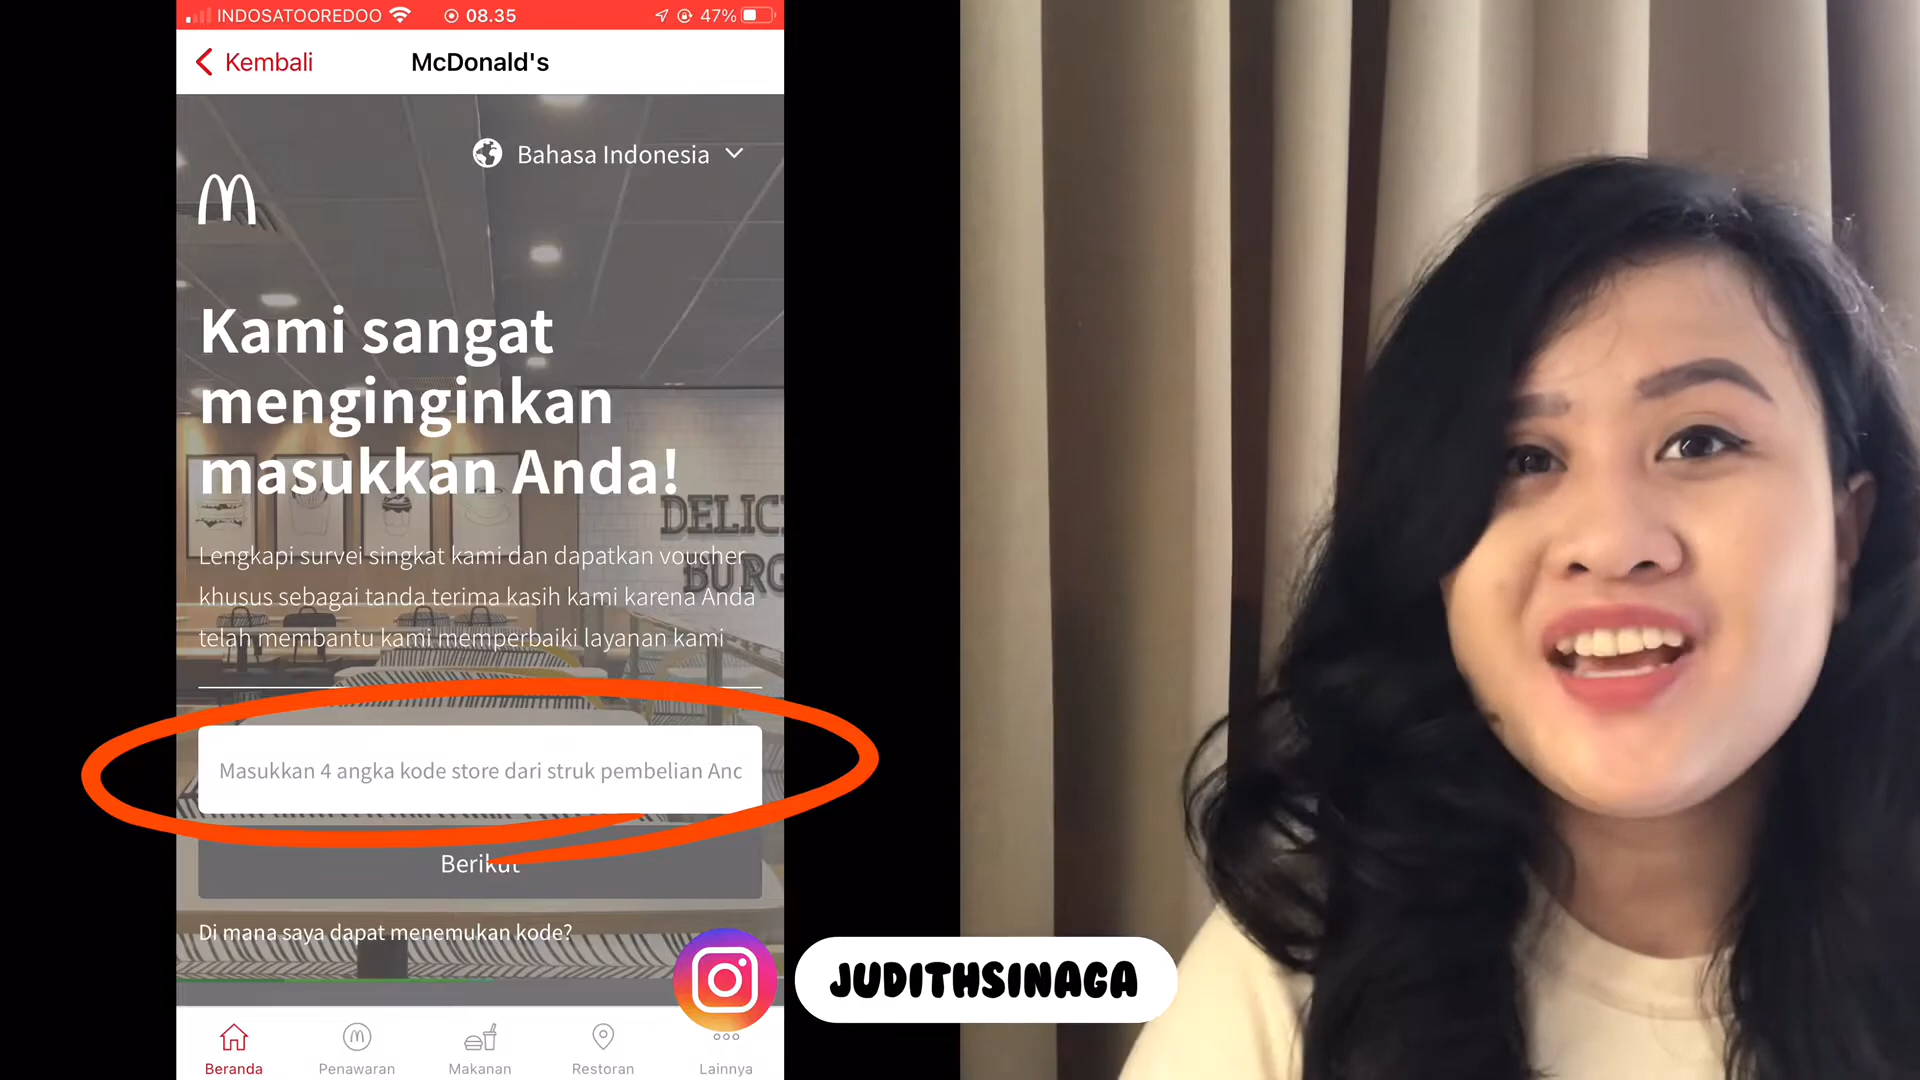 INDOSATOOREDOO
08.35
47%
Kembali
McDonald's
Bahasa Indonesia
Kami sangat
menginginkan
masukkan Anda!
DELIC
BURG
Lengkapi survei singkat kami dan dapatkan voucher
khusus sebagai tanda terima kasih kami karena Anda
telah membantu kami memperbaiki layanan kami
Masukkan 4 angka kode store dari struk pembelian Anc
Berikut
Di mana saya dapat menemukan kode?
JUDITHSINAGA
Beranda
Penawaran
Makanan
Restoran
Lainnya